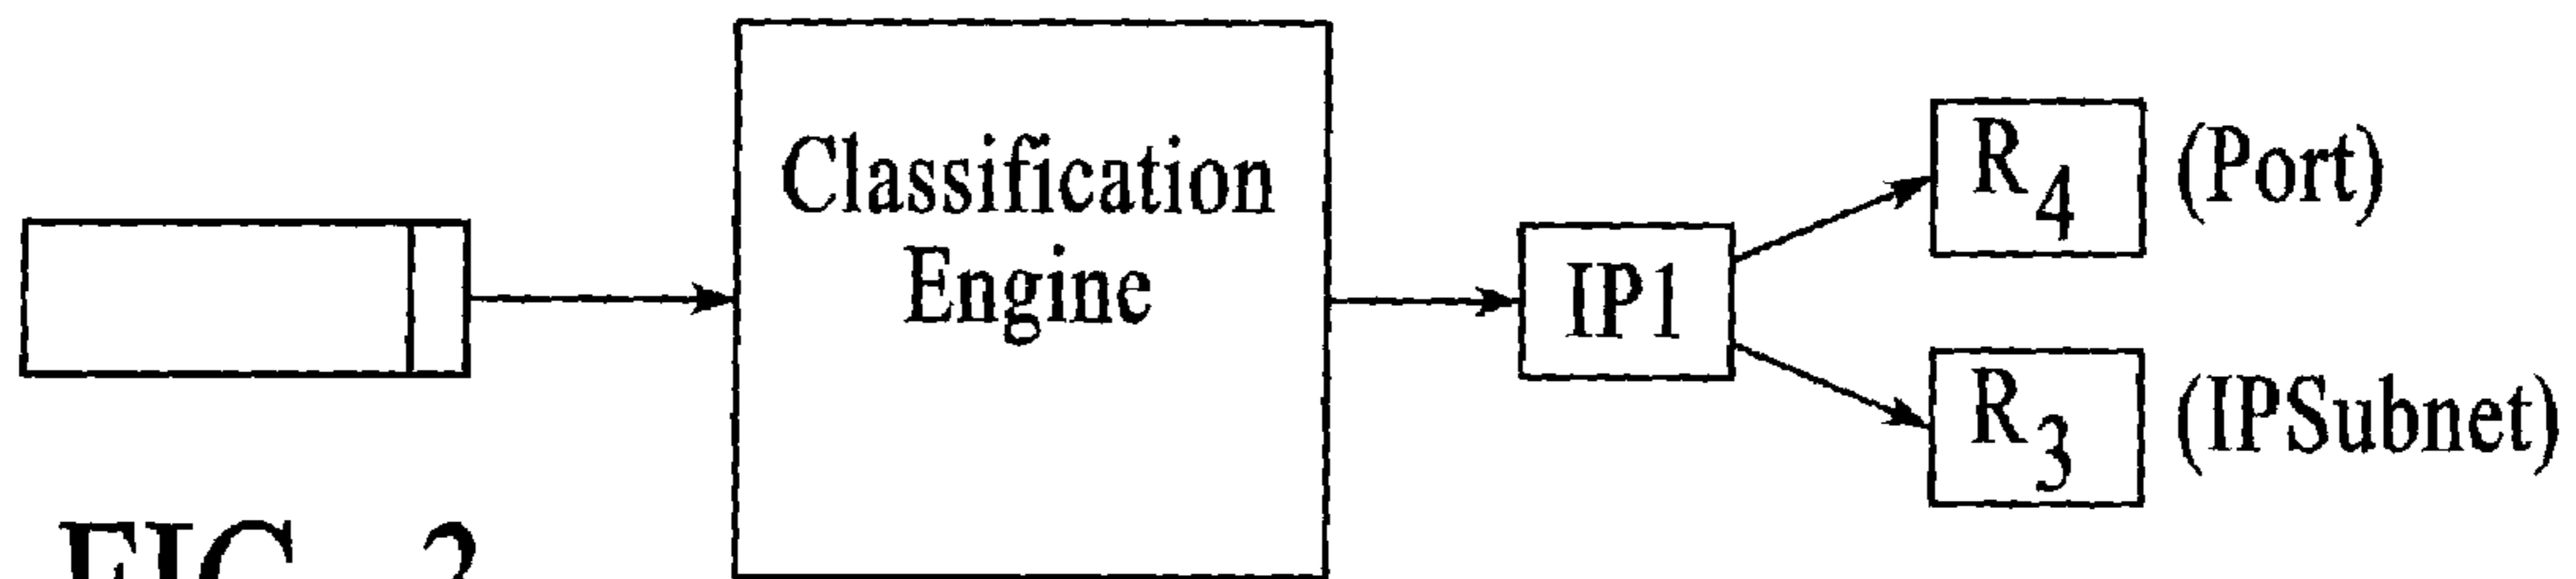 Classification
Engine
IP1
R4 (Port)
R3 (IPSubnet)